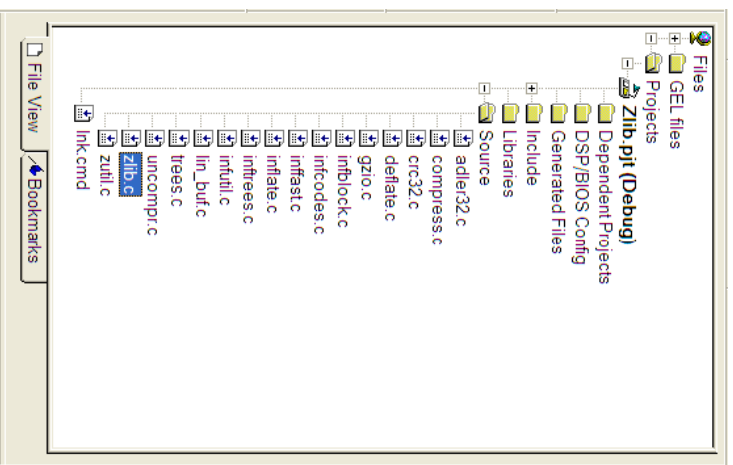 Files
GEL files
Projects
Zlib.pjt (Debug)
Dependent Projects
DSP/BIOS Config
Generated Files
Include
Libraries
Source
adler32.c
compress.c
crc32.c
deflate.c
gzio.c
infblock.c
infcodes.c
inffast.c
inflate.c
inftrees.c
infutil.c
lin_buf.c
trees.c
uncompr.c
zlib.c
zutil.c
lnk.cmd
File View
Bookmarks